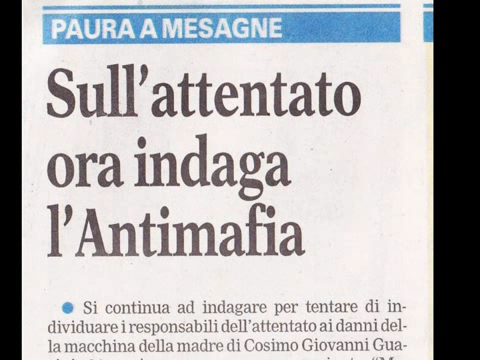 PAURA A MESAGNE
Sull'attentato
ora indaga
l'Antimafia
● Si continua ad indagare per tentare di in-
dividuare i responsabili dell'attentato ai danni del-
la macchina della madre di Cosimo Giovanni Gua-